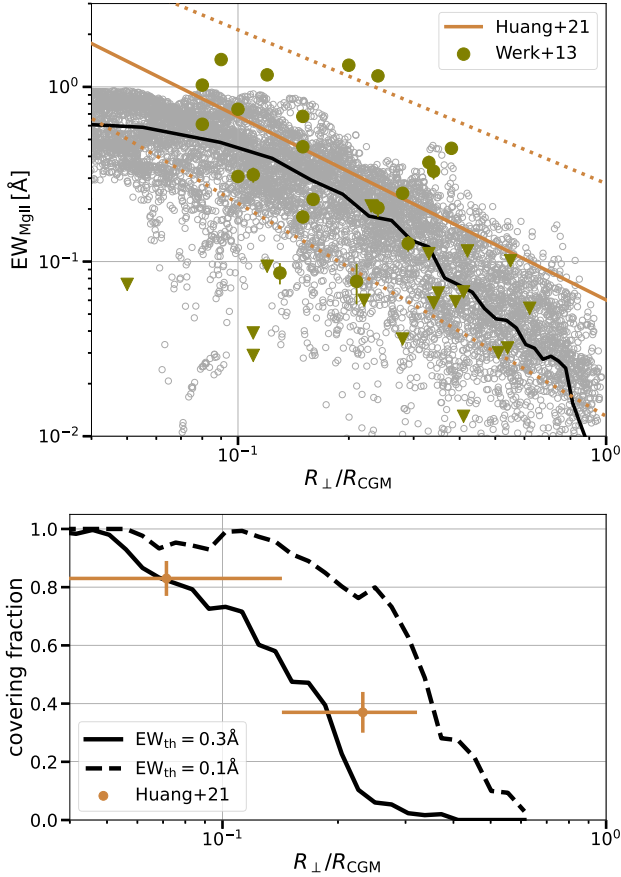 Huang+21
Werk+13
10⁰
10⁻¹
10⁻²
EW_MgII [Å]
10⁻¹
10⁰
R_⊥/R_CGM
1.0
0.8
0.6
0.4
0.2
0.0
covering fraction
EW_th = 0.3Å
EW_th = 0.1Å
Huang+21
10⁻¹
10⁰
R_⊥/R_CGM